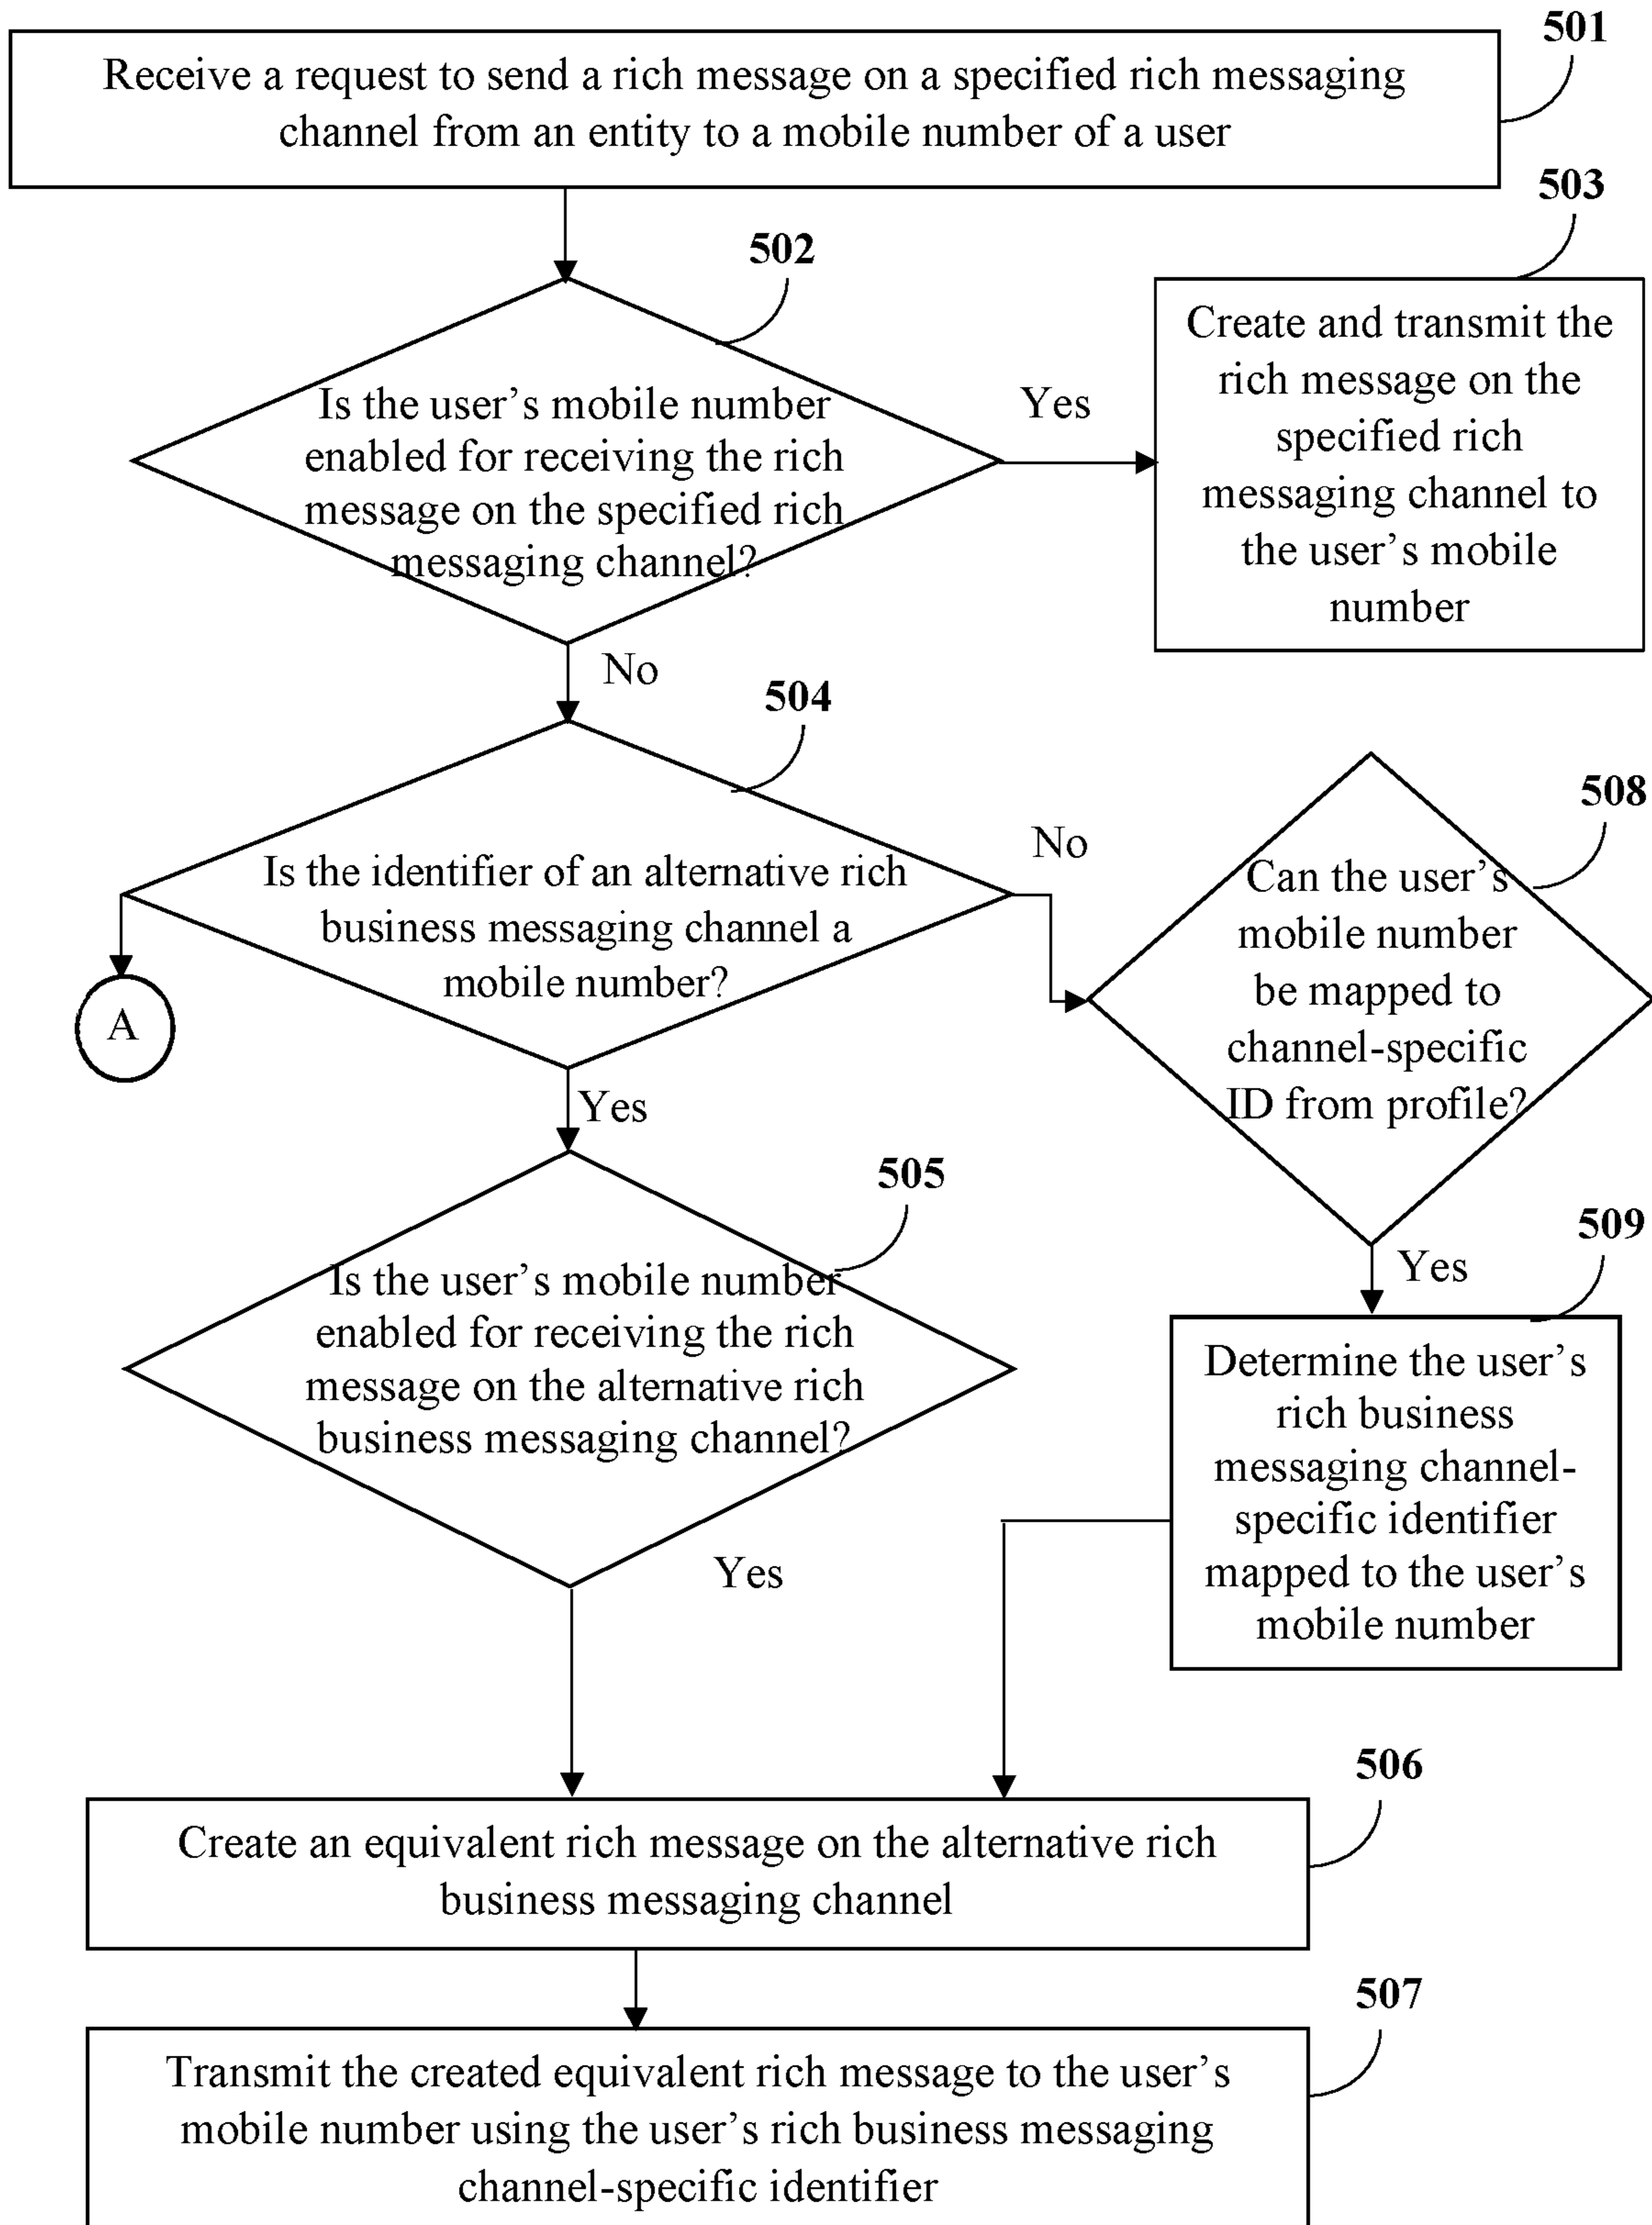 501
Receive a request to send a rich message on a specified rich messaging
channel from an entity to a mobile number of a user
503
502
Create and transmit the
rich message on the
specified rich
messaging channel to
the user's mobile
number
Is the user's mobile number
enabled for receiving the rich
message on the specified rich
messaging channel?
Yes
No
504
508
No
Is the identifier of an alternative rich
business messaging channel a
mobile number?
Can the user's
mobile number
be mapped to
channel-specific
ID from profile?
A
Yes
505
509
Yes
Is the user's mobile number
enabled for receiving the rich
message on the alternative rich
business messaging channel?
Determine the user's
rich business
messaging channel-
specific identifier
mapped to the user's
mobile number
Yes
506
Create an equivalent rich message on the alternative rich
business messaging channel
507
Transmit the created equivalent rich message to the user's
mobile number using the user's rich business messaging
channel-specific identifier